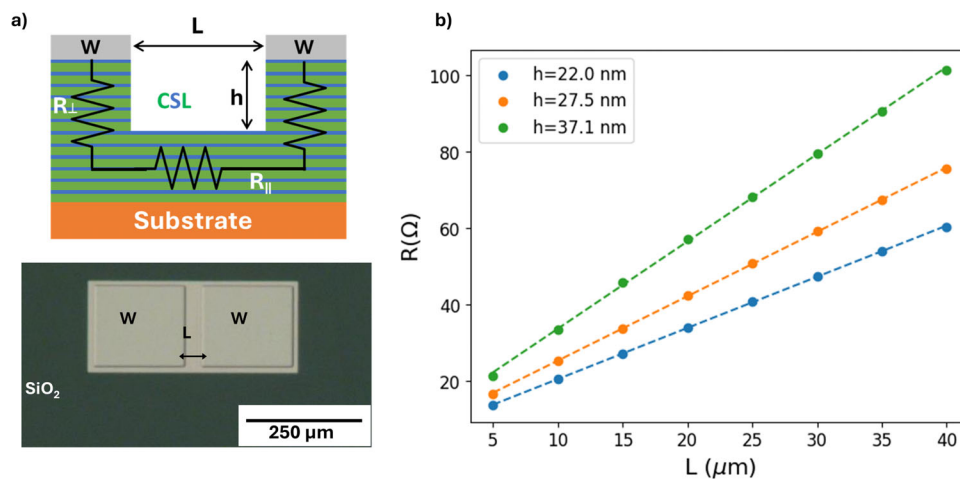 a)
L
W
W
h
CSL
R⊥
R||
Substrate
W
W
L
SiO₂
250 μm
b)
h=22.0 nm
h=27.5 nm
h=37.1 nm
R(Ω)
100
80
60
40
20
5
10
15
20
25
30
35
40
L (μm)